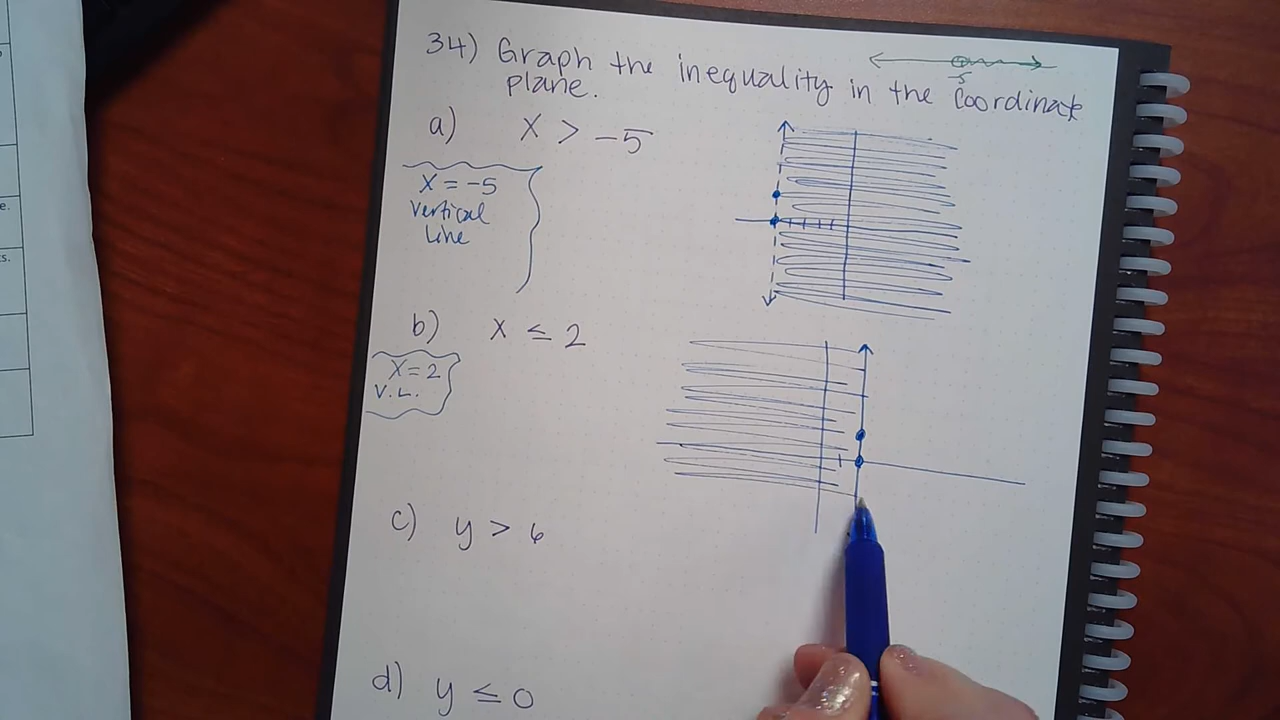 34) Graph the inequality in the coordinate
plane.
5
a) x > -5
x = -5
vertical
line
b) x ≤ 2
x = 2
V.L.
c) y > 6
d) y ≤ 0
e.
s.